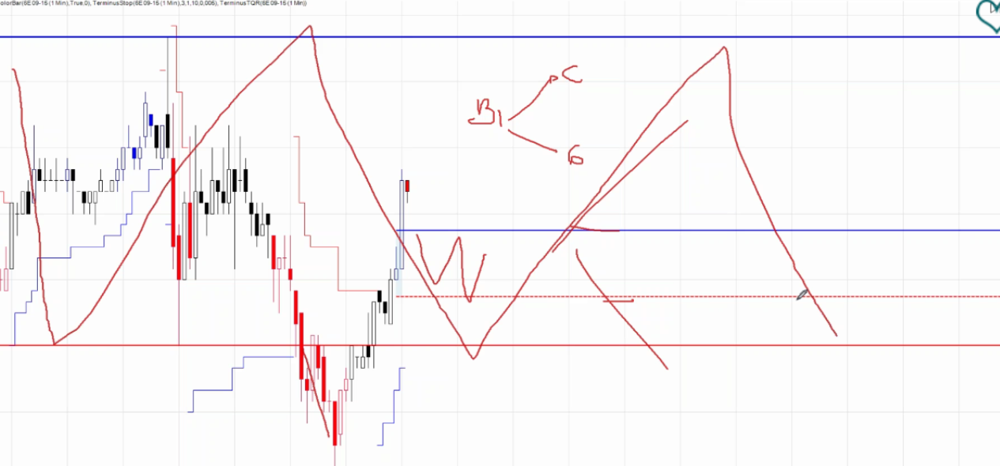 olorBar(6E 09-15 (1 Min),True,0), TerminusStop(6E 09-15 (1 Min),3,1,10,0,005), TerminusTQR(6E 09-15 (1 Min))
C
B1